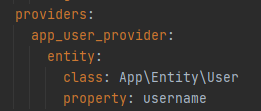 providers:
  app_user_provider:
    entity:
      class: App\Entity\User
      property: username